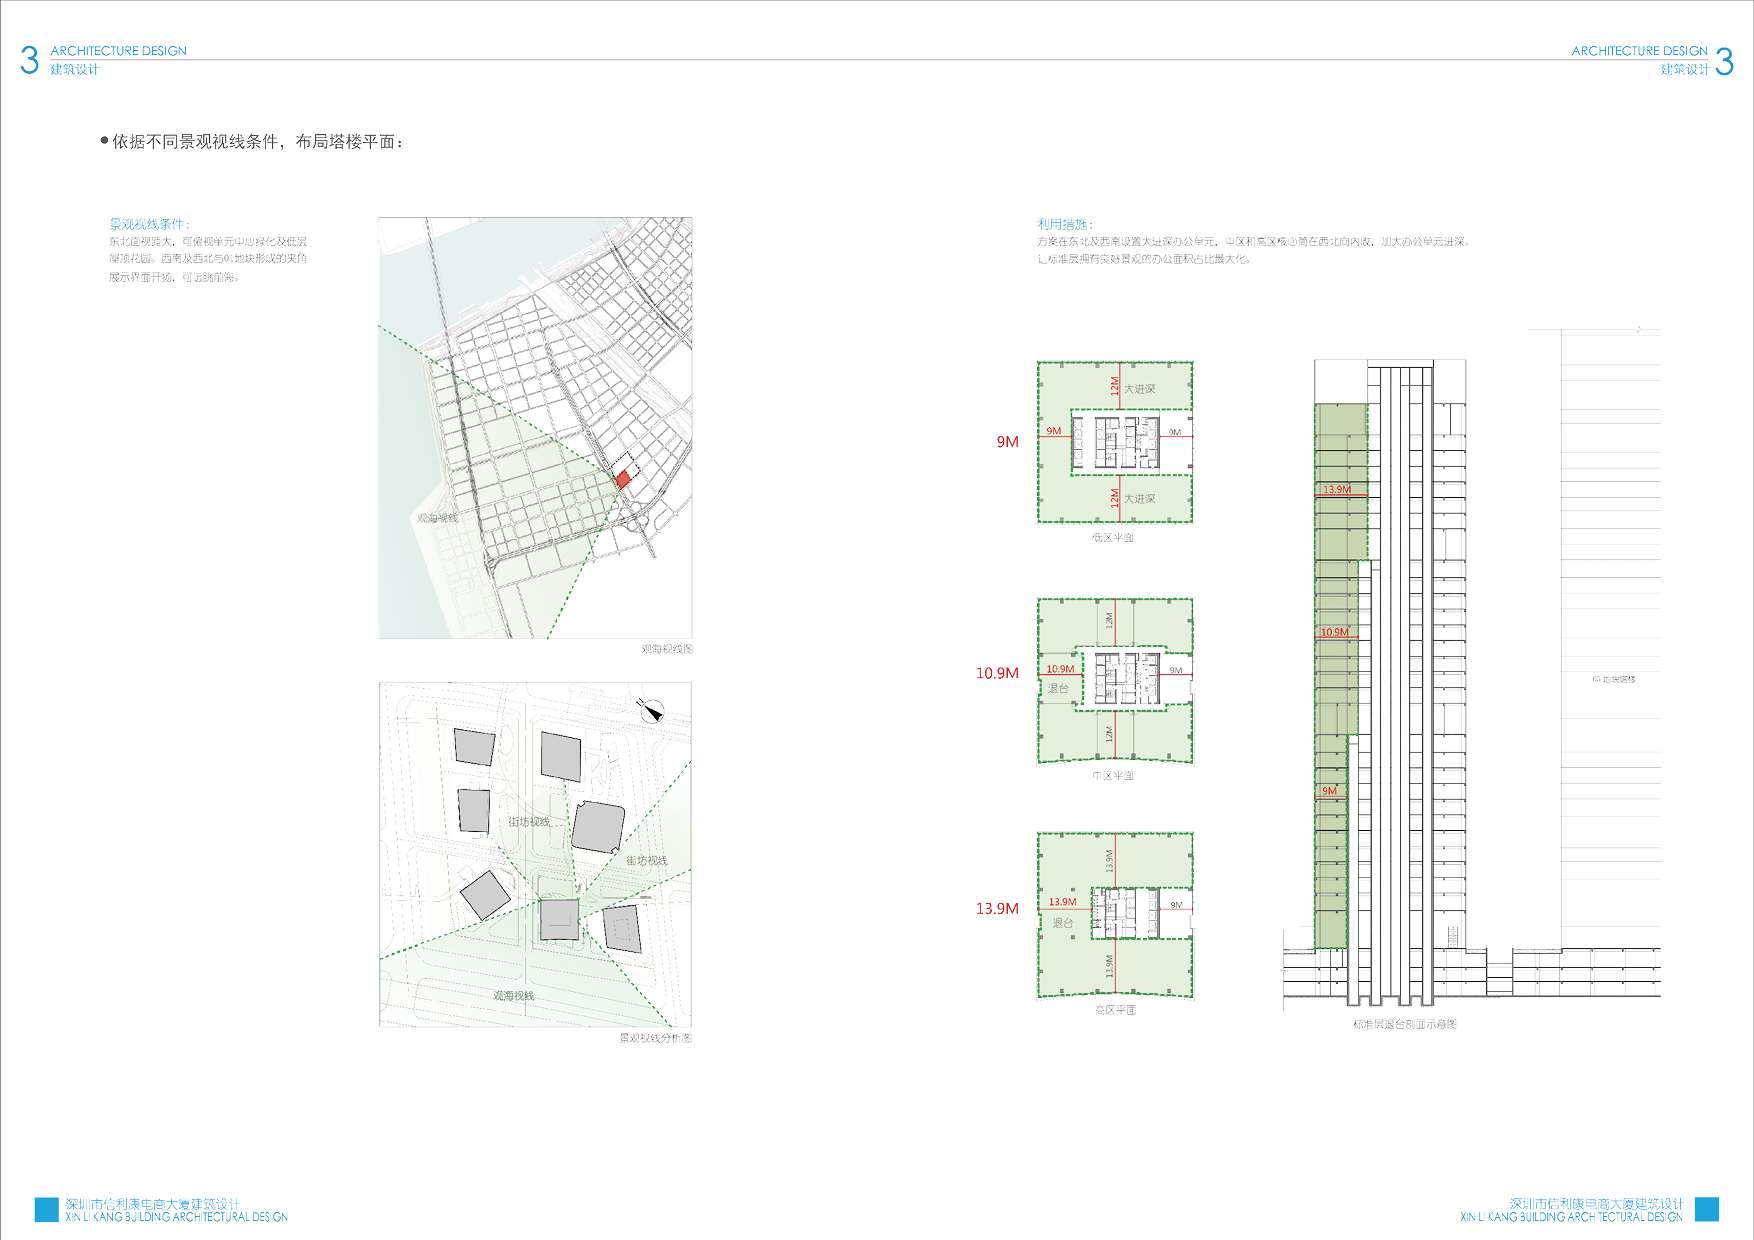 3
ARCHITECTURE DESIGN
建筑设计
ARCHITECTURE DESIGN
建筑设计
3
依据不同景观视线条件，布局塔楼平面：
景观视线条件：
东北面视距大，可俯视单元中心绿化及低层
屋顶花园。西南及西北与01地块形成的夹角
展示界面开扬，可远眺前海。
观海视线
观海视线图
N
街坊视线
街坊视线
观海视线
景观视线分析图
利用措施：
方案在东北及西南设置大进深办公单元，中区和高区核心筒在西北向内收，加大办公单元进深。
让标准层拥有良好景观的办公面积占比最大化。
9M
12M
大进深
9M
9M
12M
大进深
低区平面
10.9M
12M
10.9M
退台
9M
12M
中区平面
13.9M
13.9M
13.9M
退台
9M
13.9M
高区平面
13.9M
10.9M
9M
05 地块塔楼
标准层退台剖面示意图
深圳市信利康电商大厦建筑设计
XIN LI KANG BUILDING ARCHITECTURAL DESIGN
深圳市信利康电商大厦建筑设计
XIN LI KANG BUILDING ARCHITECTURAL DESIGN